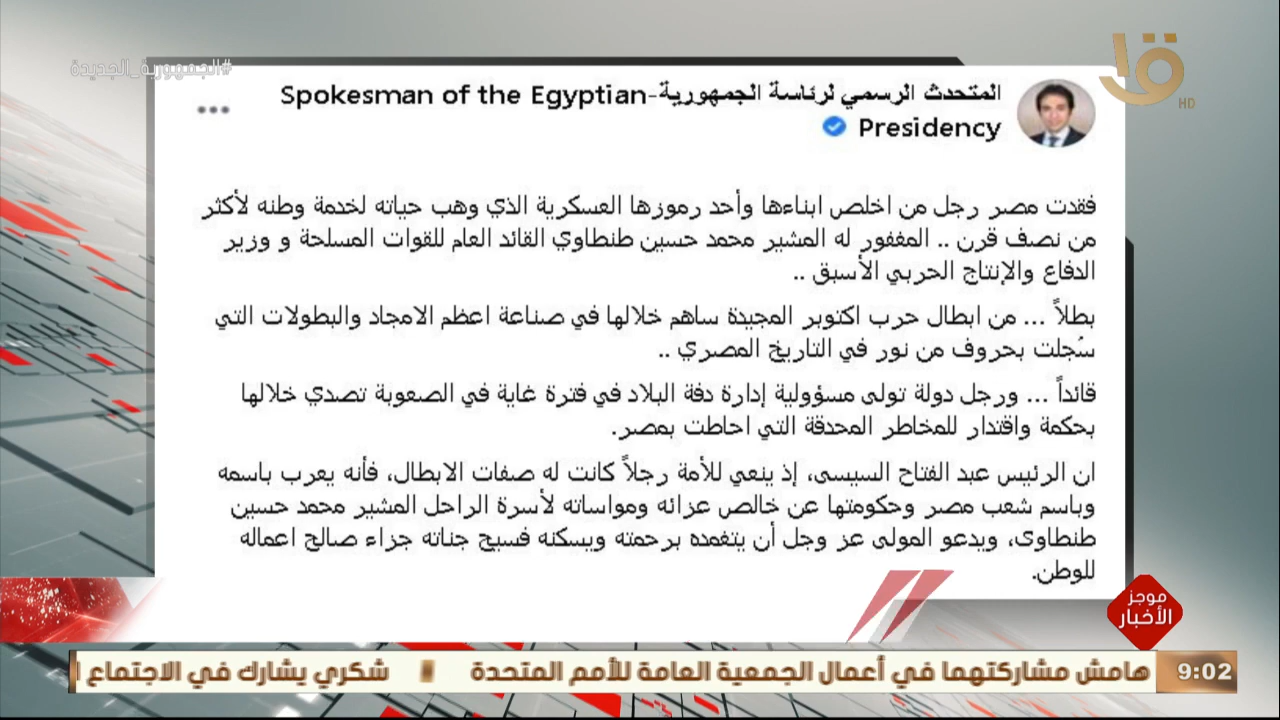 #الجمهورية_الجديدة
HD
المتحدث الرسمي لرئاسة الجمهورية-Spokesman of the Egyptian
Presidency
فقدت مصر رجل من اخلص ابناءها وأحد رموزها العسكرية الذي وهب حياته لخدمة وطنه لأكثر
من نصف قرن .. المغفور له المشير محمد حسين طنطاوي القائد العام للقوات المسلحة و وزير
الدفاع والإنتاج الحربي الأسبق ..
بطلاً ... من ابطال حرب اكتوبر المجيدة ساهم خلالها في صناعة اعظم الامجاد والبطولات التي
سُجلت بحروف من نور في التاريخ المصري ..
قائداً ... ورجل دولة تولى مسؤولية إدارة دفة البلاد في فترة غاية في الصعوبة تصدي خلالها
بحكمة واقتدار للمخاطر المحدقة التي احاطت بمصر.
ان الرئيس عبد الفتاح السيسى، إذ ينعي للأمة رجلاً كانت له صفات الابطال، فأنه يعرب باسمه
وباسم شعب مصر وحكومتها عن خالص عزائه ومواساته لأسرة الراحل المشير محمد حسين
طنطاوى، ويدعو المولى عز وجل أن يتغمده برحمته ويسكنه فسيح جناته جزاء صالح اعماله
للوطن.
موجز
الأخبار
9:02 هامش مشاركتهما في أعمال الجمعية العامة للأمم المتحدة شكري يشارك في الاجتماع ا